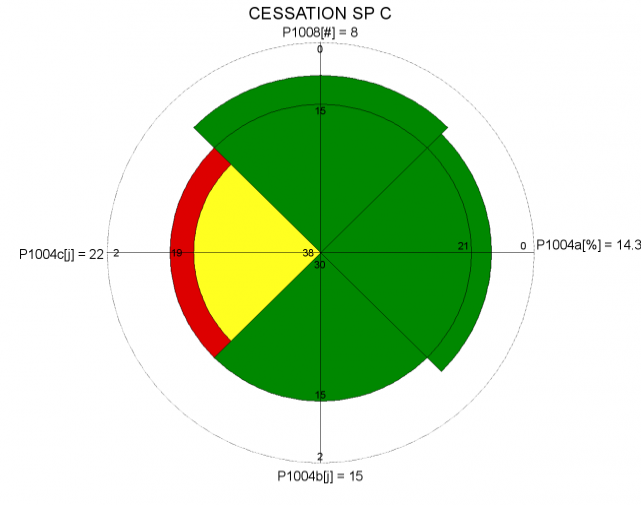 CESSATION SP C
P1008[#] = 8
0
15
21
0
P1004a[%] = 14.3
P1004c[j] = 22
2
19
38
30
15
2
P1004b[j] = 15